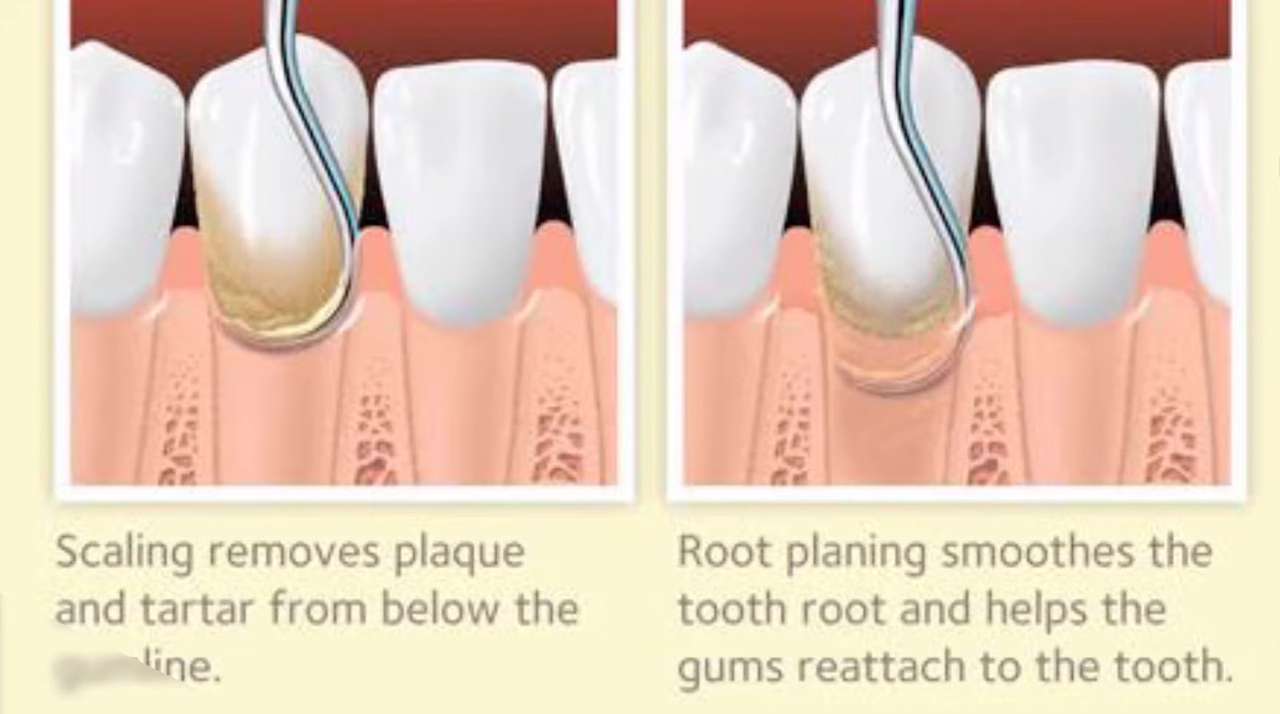 Scaling removes plaque
and tartar from below the
line.
Root planing smoothes the
tooth root and helps the
gums reattach to the tooth.